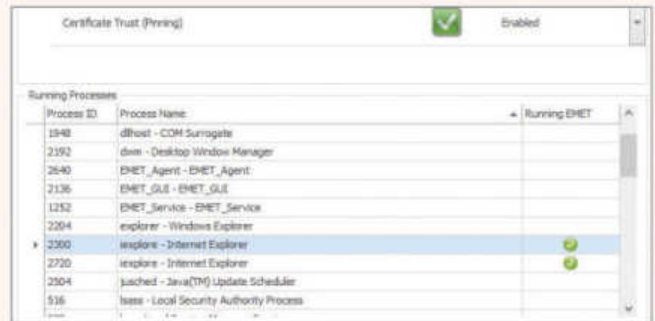 Certificate Trust (Pinning) Enabled
Running Processes
Process ID Process Name Running EMET
1948 dllhost - COM Surrogate
2192 dwm - Desktop Window Manager
2640 EMET_Agent - EMET_Agent
2136 EMET_GUI - EMET_GUI
1252 EMET_Service - EMET_Service
2204 explorer - Windows Explorer
2300 iexplore - Internet Explorer
2720 iexplore - Internet Explorer
2504 jusched - Java(TM) Update Scheduler
516 lsass - Local Security Authority Process